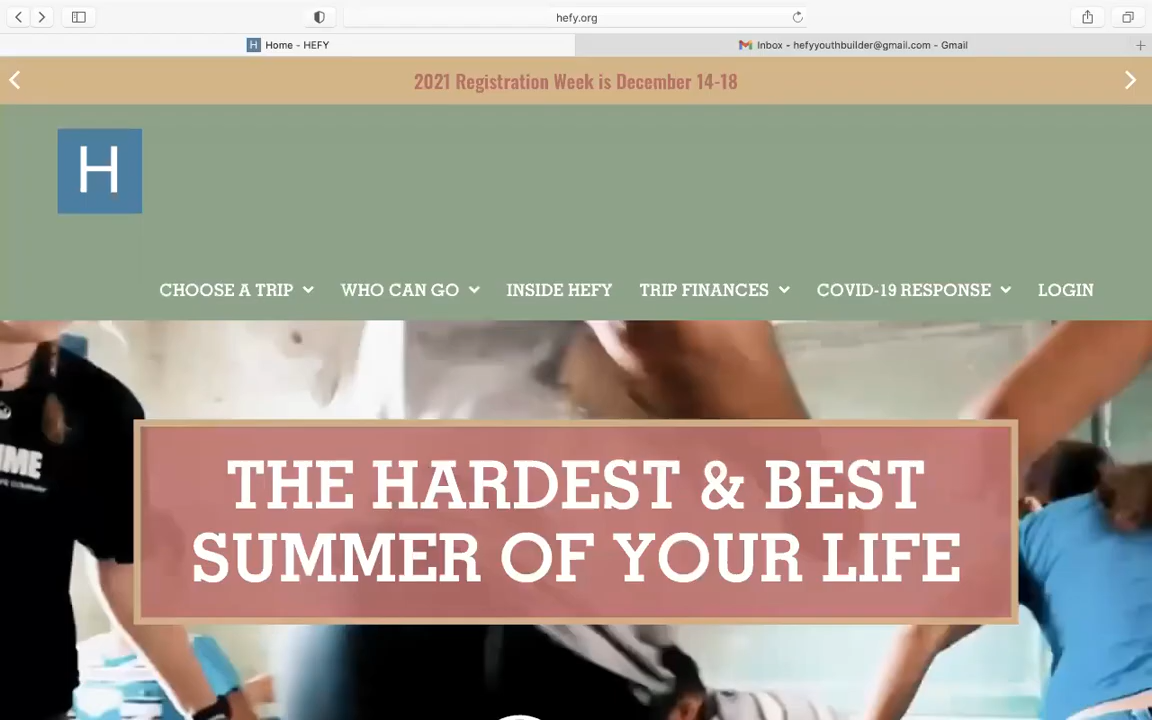 hefy.org
H Home - HEFY
Inbox - hefyyouthbuilder@gmail.com - Gmail
2021 Registration Week is December 14-18
H
CHOOSE A TRIP WHO CAN GO INSIDE HEFY TRIP FINANCES COVID-19 RESPONSE LOGIN
THE HARDEST & BEST
SUMMER OF YOUR LIFE